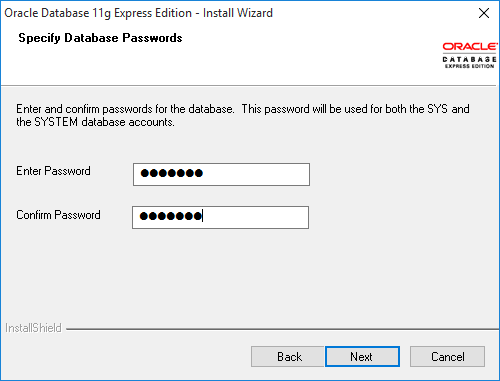 Oracle Database 11g Express Edition - Install Wizard
Specify Database Passwords
ORACLE
DATABASE
EXPRESS EDITION
Enter and confirm passwords for the database.  This password will be used for both the SYS and
the SYSTEM database accounts.
Enter Password ●●●●●●●
Confirm Password ●●●●●●●
InstallShield
Back Next Cancel